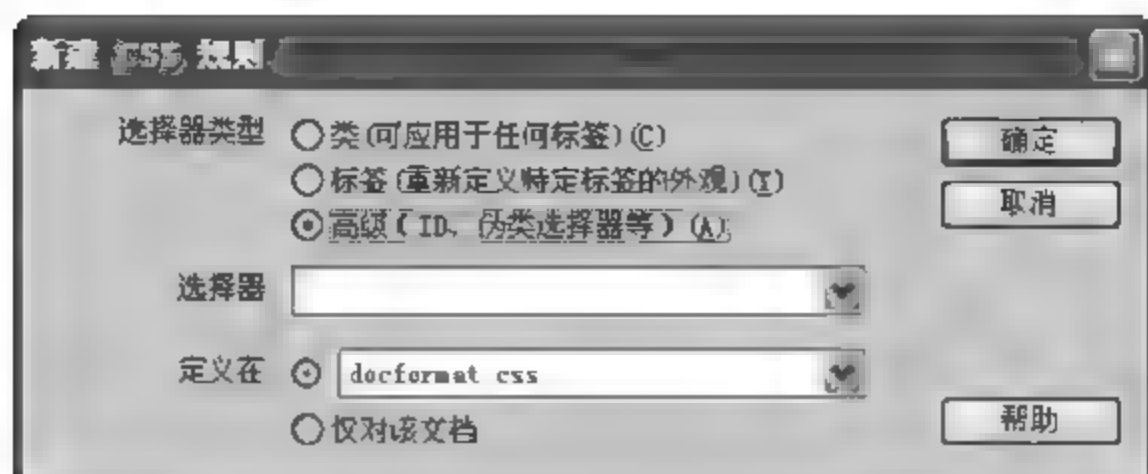 新建 CSS 规则
选择器类型 类(可应用于任何标签)(C)
标签(重新定义特定标签的外观)(T)
高级(ID、伪类选择器等)(A)
确定
取消
选择器
定义在 docformat css
仅对该文档
帮助